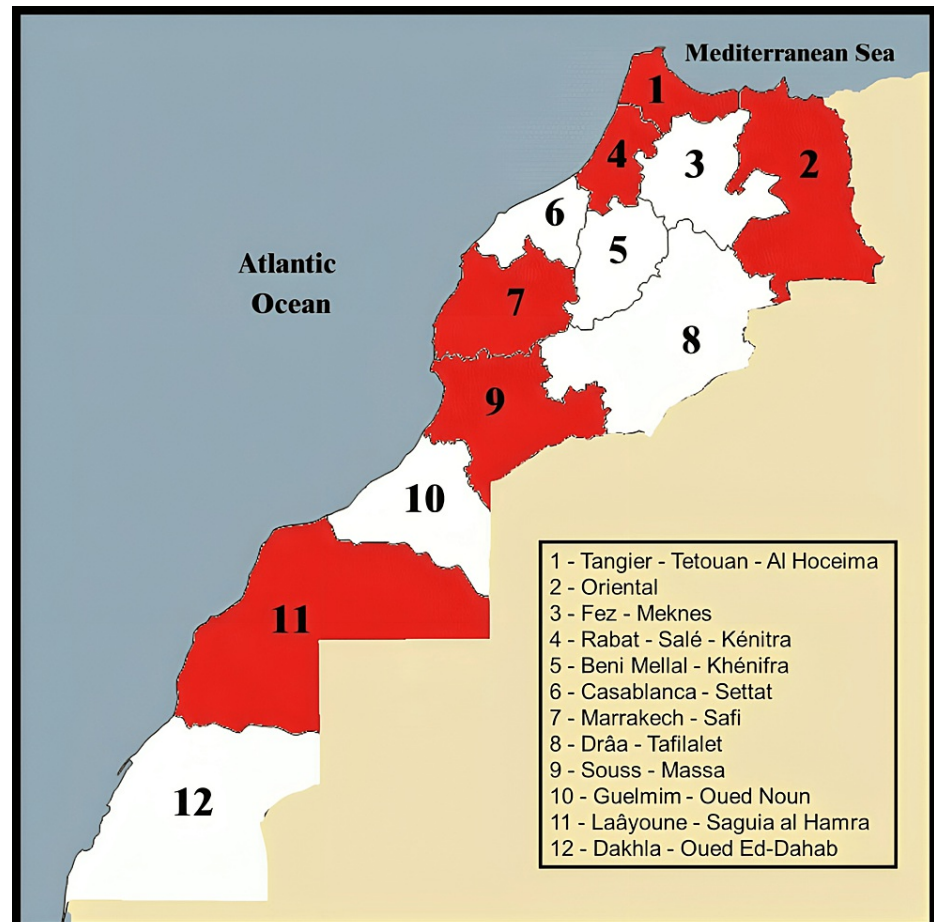 Mediterranean Sea
1
2
3
4
6
5
Atlantic
Ocean
7
8
9
10
11
12
1 - Tangier - Tetouan - Al Hoceima
2 - Oriental
3 - Fez - Meknes
4 - Rabat - Salé - Kénitra
5 - Beni Mellal - Khénifra
6 - Casablanca - Settat
7 - Marrakech - Safi
8 - Drâa - Tafilalet
9 - Souss - Massa
10 - Guelmim - Oued Noun
11 - Laâyoune - Saguia al Hamra
12 - Dakhla - Oued Ed-Dahab